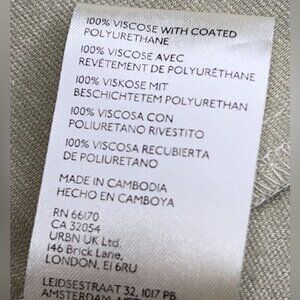 100% VISCOSE WITH COATED
POLYURETHANE
100% VISCOSE AVEC
REVÊTEMENT DE POLYURÉTHANE
100% VISKOSE MIT
BESCHICHTETEM POLYURETHAN
100% VISCOSA CON
POLIURETANO RIVESTITO
100% VISCOSA RECUBIERTA
DE POLIURETANO
MADE IN CAMBODIA
HECHO EN CAMBOYA
RN 66170
CA 32054
URBN UK Ltd.
146 Brick Lane,
LONDON, E1 6RU
LEIDSESTRAAT 32, 1017 PB
AMSTERDAM,